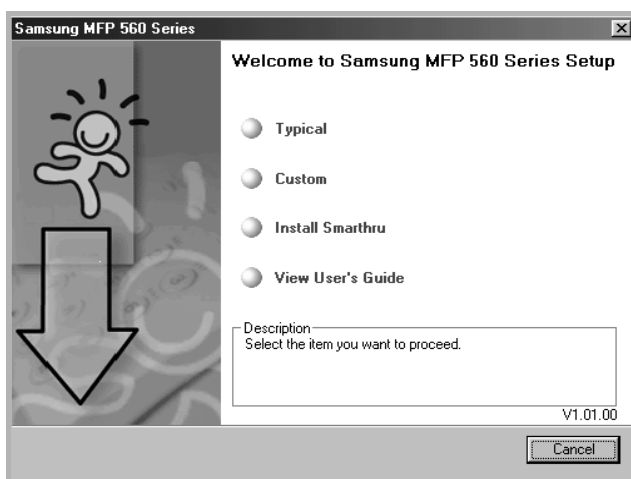 Samsung MFP 560 Series
Welcome to Samsung MFP 560 Series Setup
Typical
Custom
Install Smarthru
View User's Guide
Description
Select the item you want to proceed.
V1.01.00
Cancel